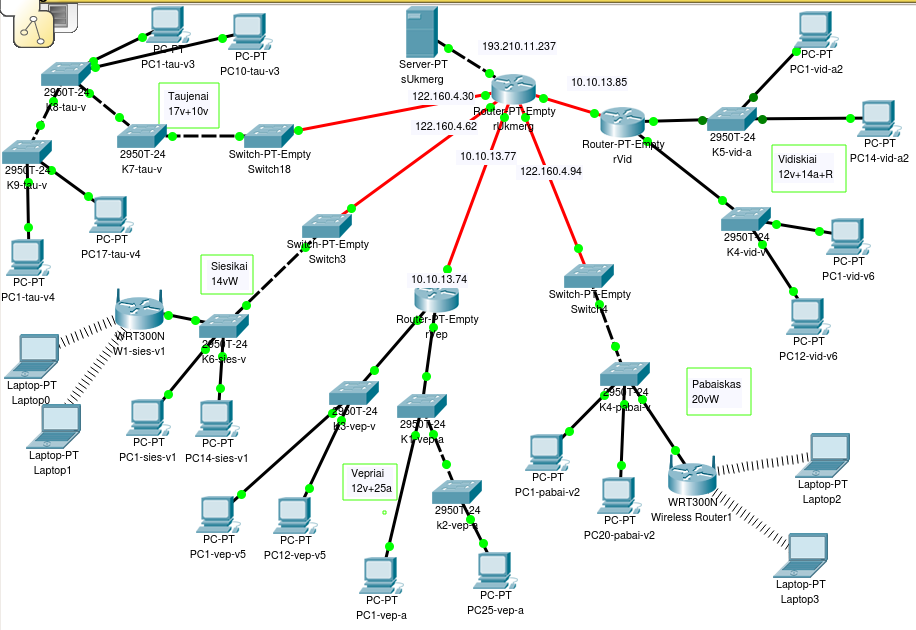 PC-PT
PC1-tau-v3
PC-PT
PC10-tau-v3
2950T-24
K8-tau-v
Taujenai
17v+10v
2950T-24
K7-tau-v
Switch-PT-Empty
Switch18
2950T-24
K9-tau-v
PC-PT
PC17-tau-v4
PC-PT
PC1-tau-v4
Server-PT
sUkmerg
193.210.11.237
122.160.4.30
Router-PT-Empty
rUkmerg
10.10.13.85
122.160.4.62
10.10.13.77
122.160.4.94
Router-PT-Empty
rVid
PC-PT
PC1-vid-a2
2950T-24
K5-vid-a
PC-PT
PC14-vid-a2
Vidiskiai
12v+14a+R
2950T-24
K4-vid-v
PC-PT
PC1-vid-v6
PC-PT
PC12-vid-v6
Switch-PT-Empty
Switch3
Siesikai
14vW
WRT300N
W1-sies-v1
2950T-24
K6-sies-v
Laptop-PT
Laptop0
Laptop-PT
Laptop1
PC-PT
PC1-sies-v1
PC-PT
PC14-sies-v1
10.10.13.74
Router-PT-Empty
rVep
Switch-PT-Empty
Switch4
2950T-24
K3-vep-v
2950T-24
K1-vep-a
Vepriai
12v+25a
2950T-24
k2-vep-a
PC-PT
PC1-vep-v5
PC-PT
PC12-vep-v5
PC-PT
PC1-vep-a
PC-PT
PC25-vep-a
2950T-24
K4-pabai-v
Pabaiskas
20vW
PC-PT
PC1-pabai-v2
PC-PT
PC20-pabai-v2
WRT300N
Wireless Router1
Laptop-PT
Laptop2
Laptop-PT
Laptop3